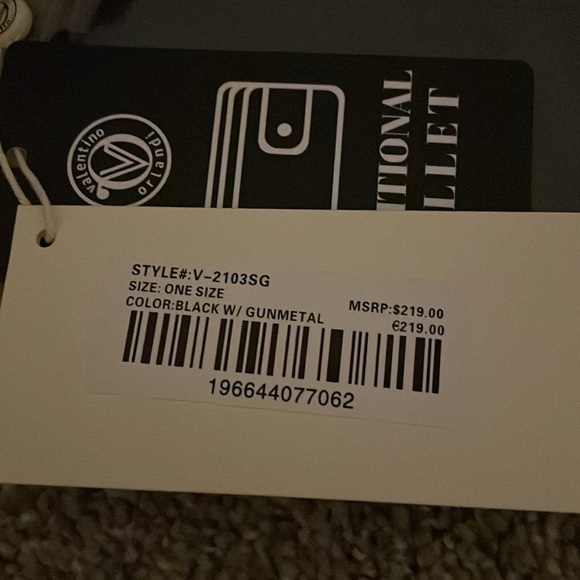 valentino
orlandi
TIONAL
LLET
STYLE#:V-2103SG
SIZE: ONE SIZE
COLOR:BLACK W/ GUNMETAL
MSRP:$219.00
€219.00
196644077062